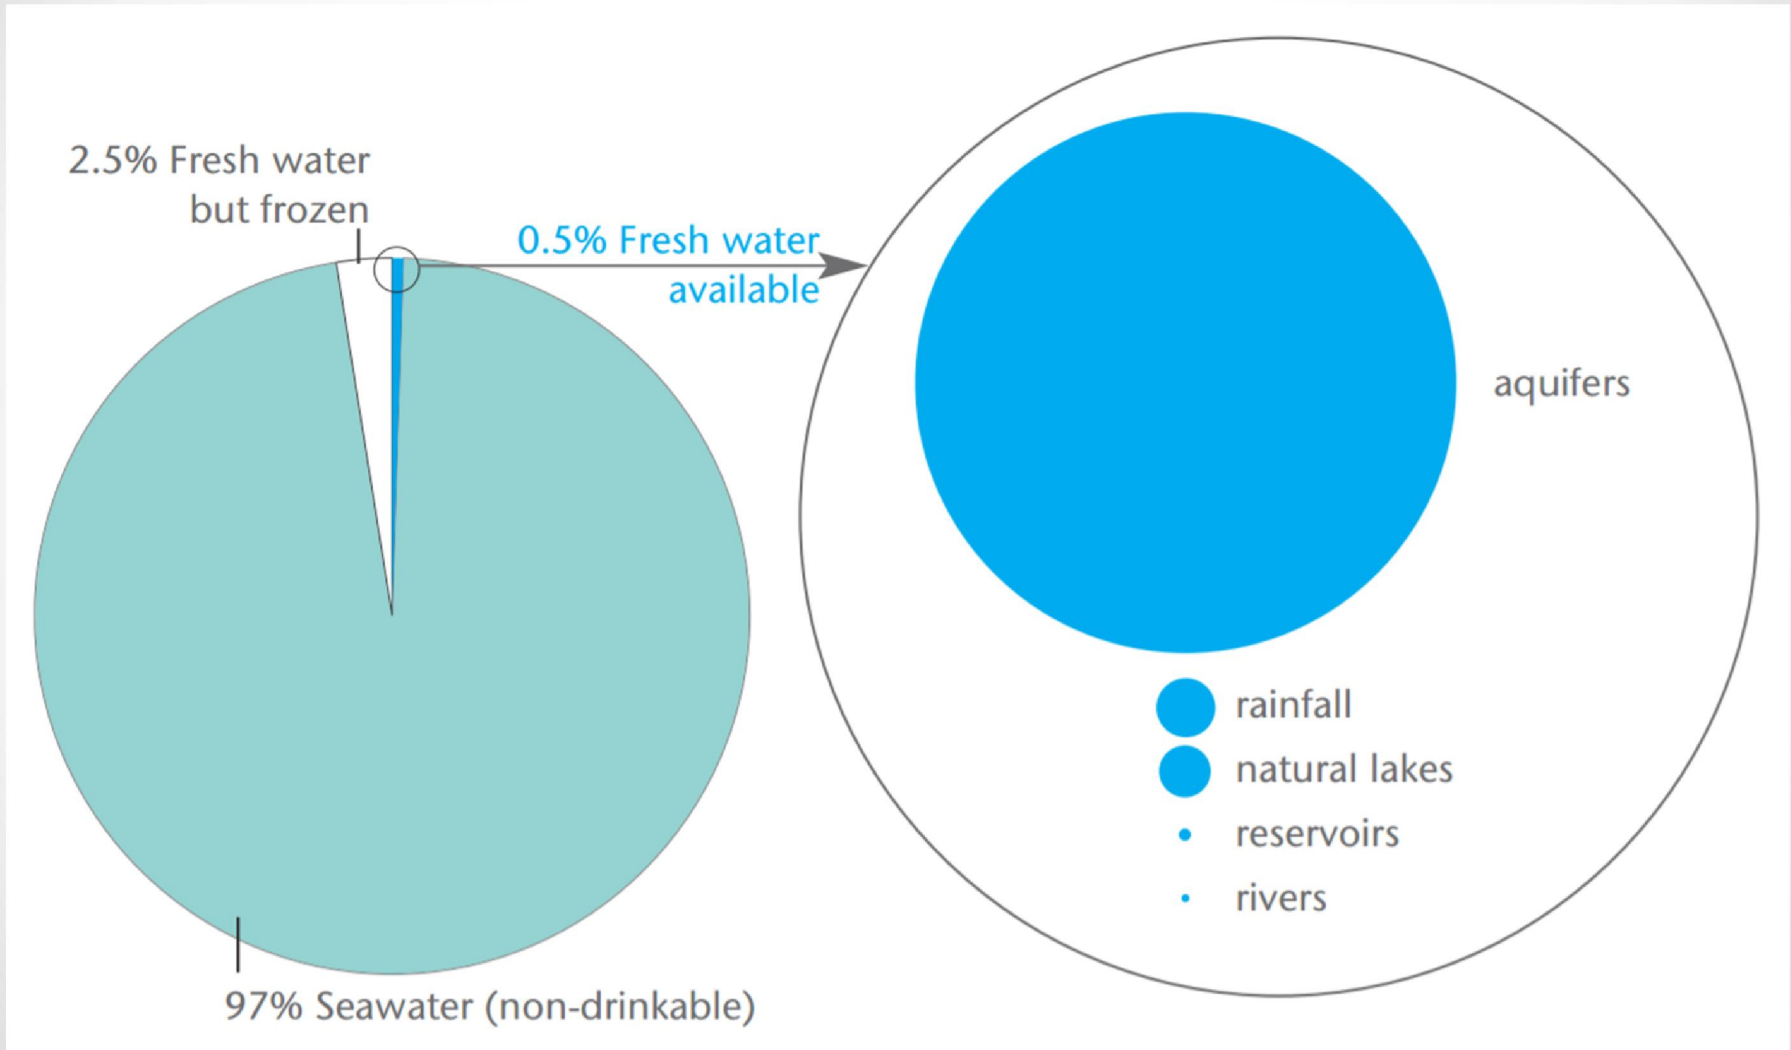 2.5% Fresh water
but frozen
0.5% Fresh water
available
aquifers
rainfall
natural lakes
reservoirs
rivers
97% Seawater (non-drinkable)